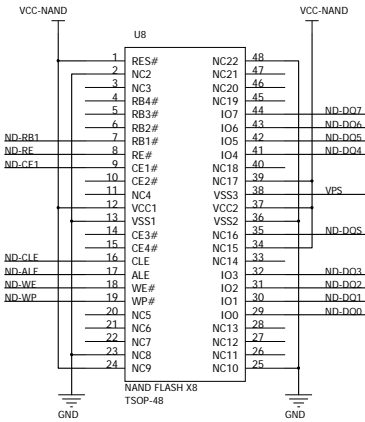 VCC-NAND VCC-NAND
U8
1 RES# NC22 48
2 NC2 NC21 47
3 NC3 NC20 46
4 RB4# NC19 45
5 RB3# IO7 44 ND-DQ7
6 RB2# IO6 43 ND-DQ6
ND-RB1 7 RB1# IO5 42 ND-DQ5
ND-RE 8 RE# IO4 41 ND-DQ4
ND-CE1 9 CE1# NC18 40
10 CE2# NC17 39
11 NC4 VSS3 38 VPS
12 VCC1 VCC2 37
13 VSS1 VSS2 36
14 CE3# NC16 35 ND-DQS
15 CE4# NC15 34
ND-CLE 16 CLE NC14 33
ND-ALE 17 ALE IO3 32 ND-DQ3
ND-WE 18 WE# IO2 31 ND-DQ2
ND-WP 19 WP# IO1 30 ND-DQ1
20 NC5 IO0 29 ND-DQ0
21 NC6 NC13 28
22 NC7 NC12 27
23 NC8 NC11 26
24 NC9 NC10 25
NAND FLASH X8
TSOP-48
GND GND